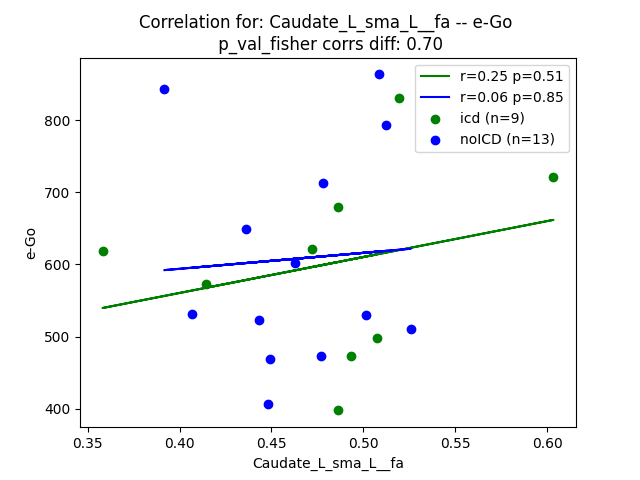 Correlation for: Caudate_L_sma_L__fa -- e-Go
p_val_fisher corrs diff: 0.70
r=0.25 p=0.51
r=0.06 p=0.85
icd (n=9)
noICD (n=13)
e-Go
800
700
600
500
400
0.35 0.40 0.45 0.50 0.55 0.60
Caudate_L_sma_L__fa